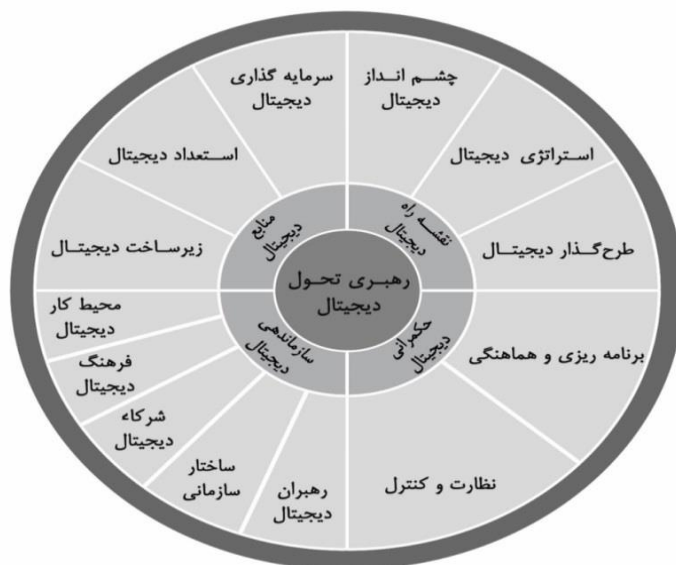 رهبری تحول
دیجیتال
نقشه راه
دیجیتال
چشم انداز
دیجیتال
استراتژی دیجیتال
طرح‌گذار دیجیتال
حکمرانی
دیجیتال
برنامه ریزی و هماهنگی
نظارت و کنترل
سازماندهی
دیجیتال
رهبران
دیجیتال
ساختار
سازمانی
شرکاء
دیجیتال
فرهنگ
دیجیتال
محیط کار
دیجیتال
منابع
دیجیتال
زیرساخت دیجیتال
استعداد دیجیتال
سرمایه گذاری
دیجیتال